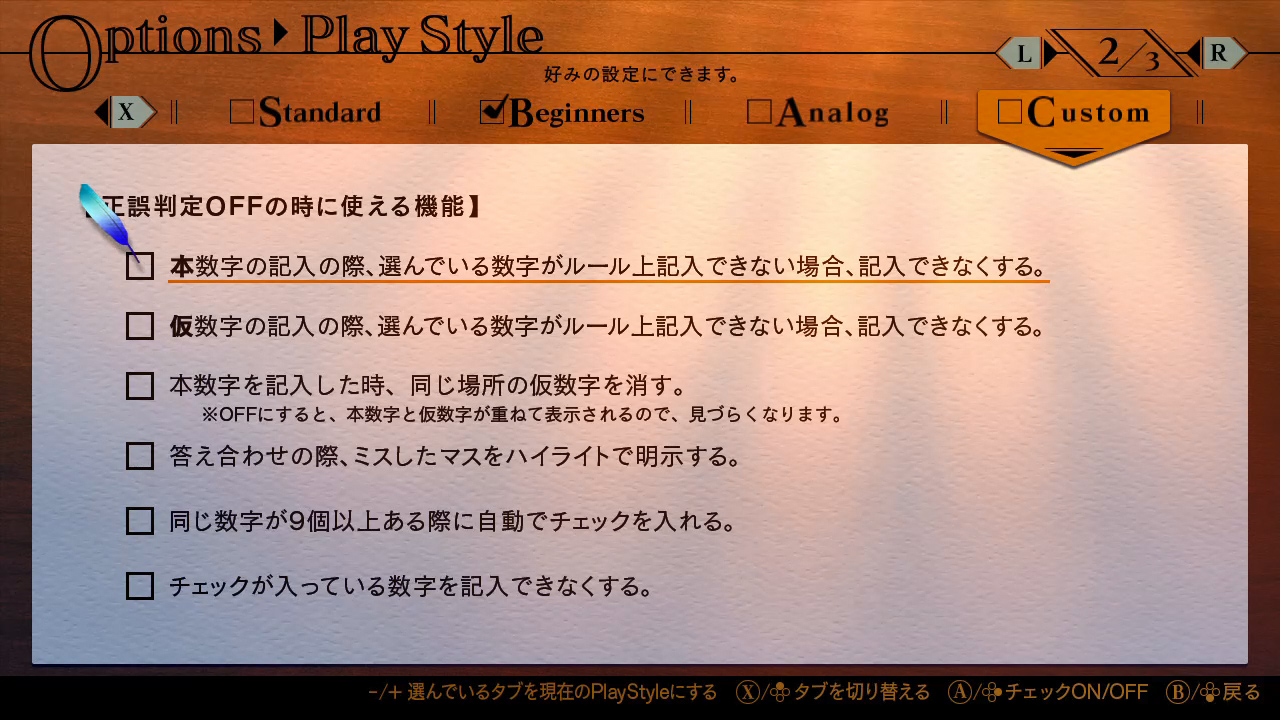 Options▶Play Style
好みの設定にできます。
L 2/3 R
X Standard Beginners Analog Custom
【正誤判定OFFの時に使える機能】
本数字の記入の際、選んでいる数字がルール上記入できない場合、記入できなくする。
仮数字の記入の際、選んでいる数字がルール上記入できない場合、記入できなくする。
本数字を記入した時、同じ場所の仮数字を消す。
※OFFにすると、本数字と仮数字が重ねて表示されるので、見づらくなります。
答え合わせの際、ミスしたマスをハイライトで明示する。
同じ数字が9個以上ある際に自動でチェックを入れる。
チェックが入っている数字を記入できなくする。
-/+ 選んでいるタブを現在のPlayStyleにする Ⓧ/ タブを切り替える Ⓐ/ チェックON/OFF Ⓑ/ 戻る